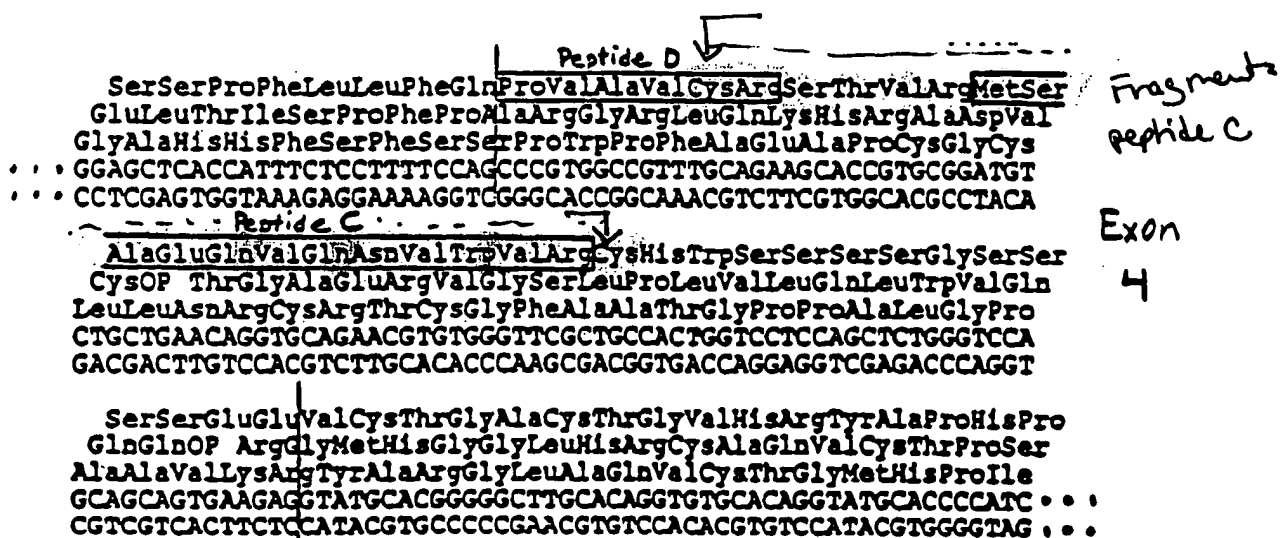 Peptide D
SerSerProPheLeuLeuPheGlnProValAlaValCysArgSerThrValArgMetSer
Fragments
GluLeuThrIleSerProPheProAlaArgGlyArgLeuGlnLysHisArgAlaAspVal
peptide C
GlyAlaHisHisPheSerPheSerSerProTrpProPheAlaGluAlaProCysGlyCys
• • • GGAGCTCACCATTTCTCCTTTTCCAGCCCGTGGCCGTTTGCAGAAGCACCGTGCGGATGT
• • • CCTCGAGTGGTAAAGAGGAAAAGGTCGGGCACCGGCAAACGTCTTCGTGGCACGCCTACA
Peptide C
Exon
AlaGluGlnValGlnAsnValTrpValArgCysHisTrpSerSerSerSerGlySerSer
4
CysOP ThrGlyAlaGluArgValGlySerLeuProLeuValLeuGlnLeuTrpValGln
LeuLeuAsnArgCysArgThrCysGlyPheAlaAlaThrGlyProProAlaLeuGlyPro
CTGCTGAACAGGTGCAGAACGTGTGGGTTCGCTGCCACTGGTCCTCCAGCTCTGGGTCCA
GACGACTTGTCCACGTCTTGCACACCCAAGCGACGGTGACCAGGAGGTCGAGACCCAGGT
SerSerGluGluValCysThrGlyAlaCysThrGlyValHisArgTyrAlaProHisPro
GlnGlnOP ArgGlyMetHisGlyGlyLeuHisArgCysAlaGlnValCysThrProSer
AlaAlaValLysArgTyrAlaArgGlyLeuAlaGlnValCysThrGlyMetHisProIle
GCAGCAGTGAAGAGGTATGCACGGGGGCTTGCACAGGTGTGCACAGGTATGCACCCCATC • • •
CGTCGTCACTTCTCCATACGTGCCCCCGAACGTGTCCACACGTGTCCATACGTGGGGTAG • • •